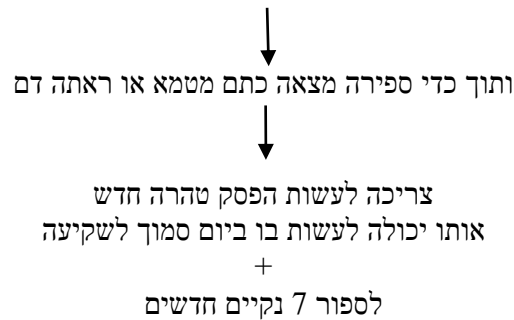 ותוך כדי ספירה מצאה כתם מטמא או ראתה דם
צריכה לעשות הפסק טהרה חדש
אותו יכולה לעשות בו ביום סמוך לשקיעה
+
לספור 7 נקיים חדשים